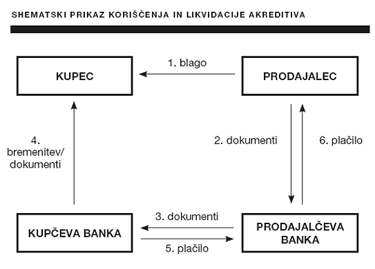 SHEMATSKI PRIKAZ KORIŠČENJA IN LIKVIDACIJE AKREDITIVA
KUPEC
1. blago
PRODAJALEC
4.
bremenitev/
dokumenti
2. dokumenti
6. plačilo
KUPČEVA BANKA
3. dokumenti
5. plačilo
PRODAJALČEVA
BANKA